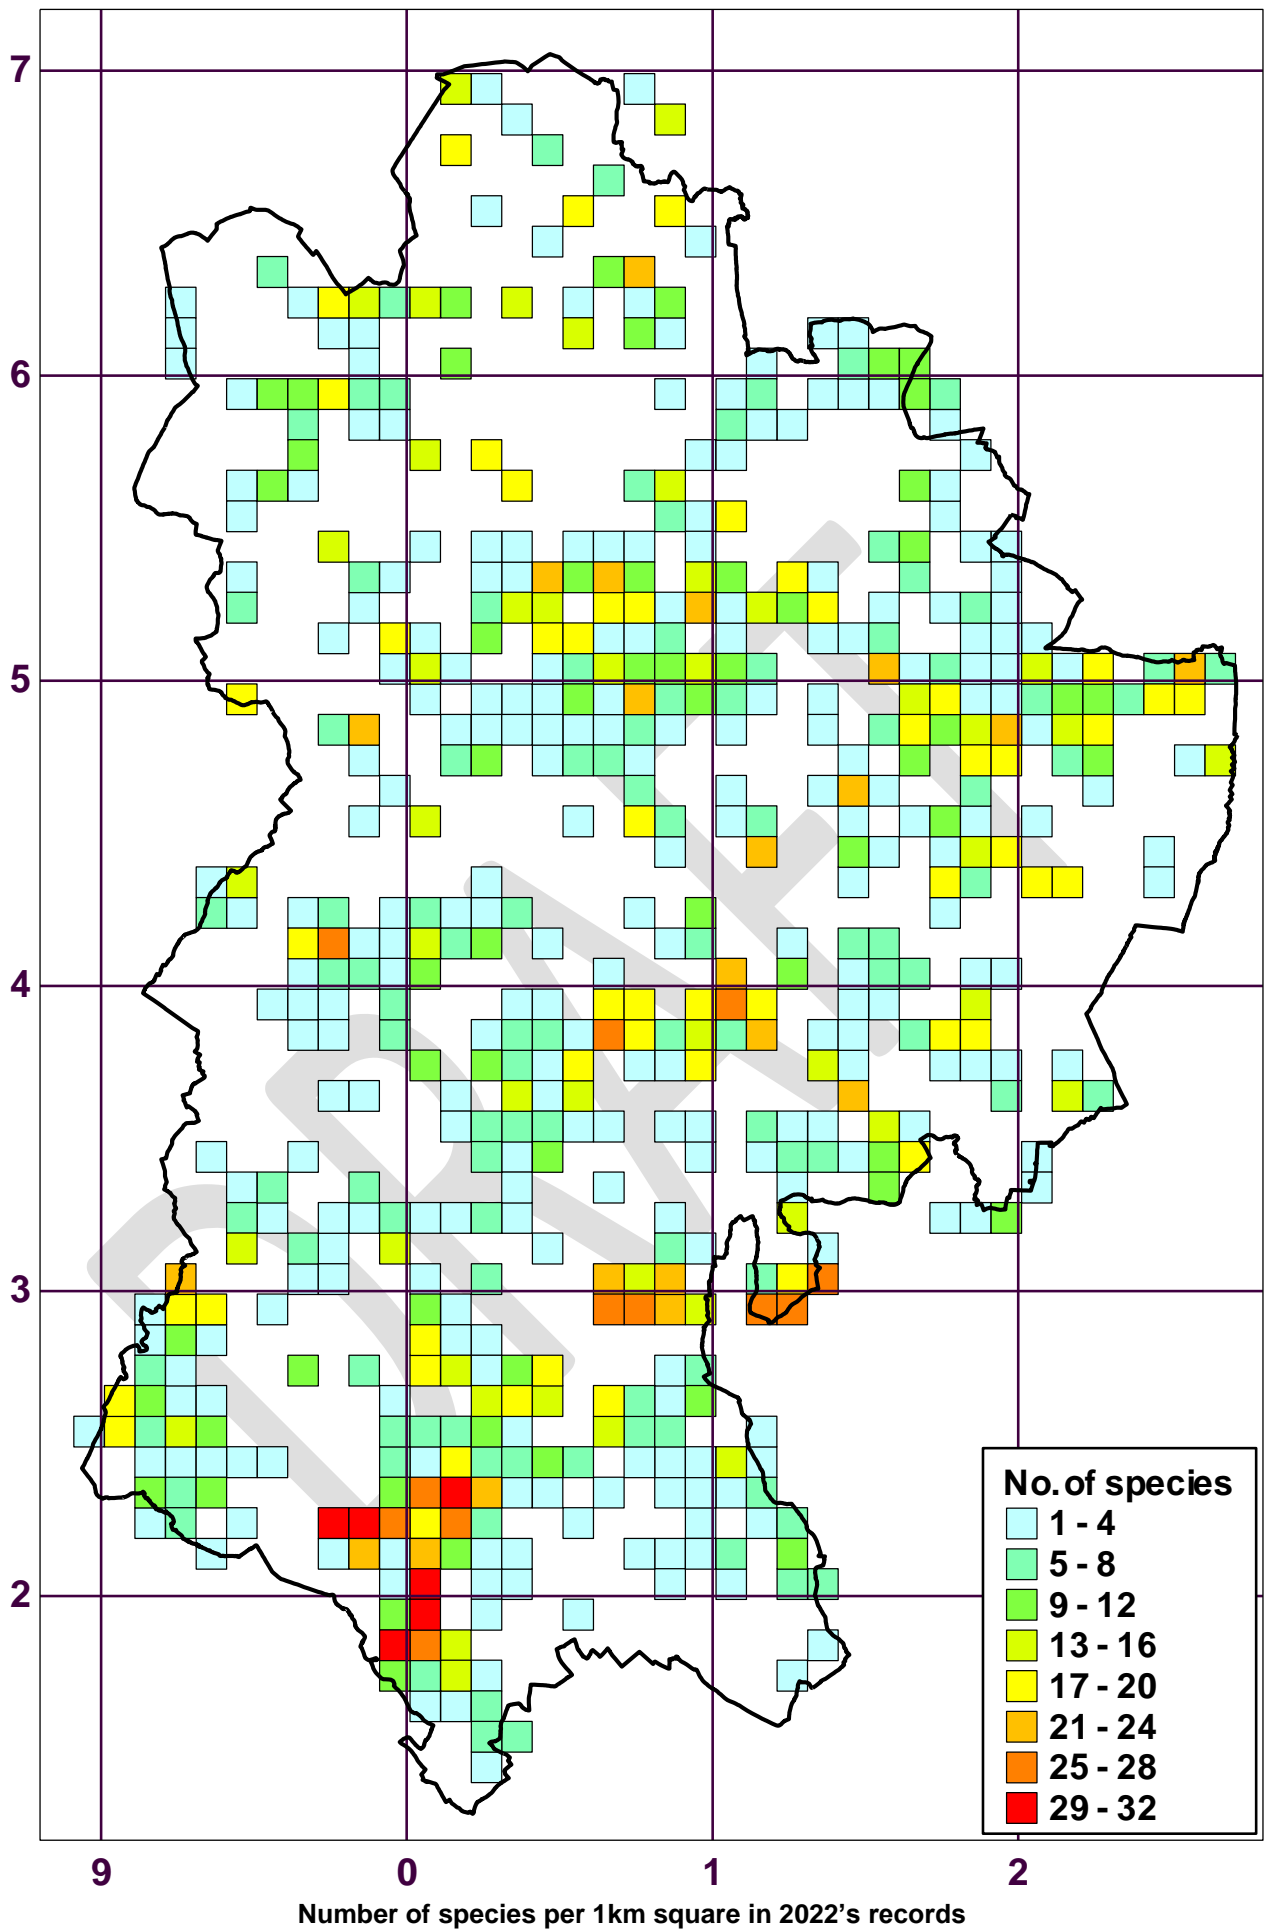 7
6
5
4
3
2
DRAFT
No. of species
1 - 4
5 - 8
9 - 12
13 - 16
17 - 20
21 - 24
25 - 28
29 - 32
9 0 1 2
Number of species per 1km square in 2022's records